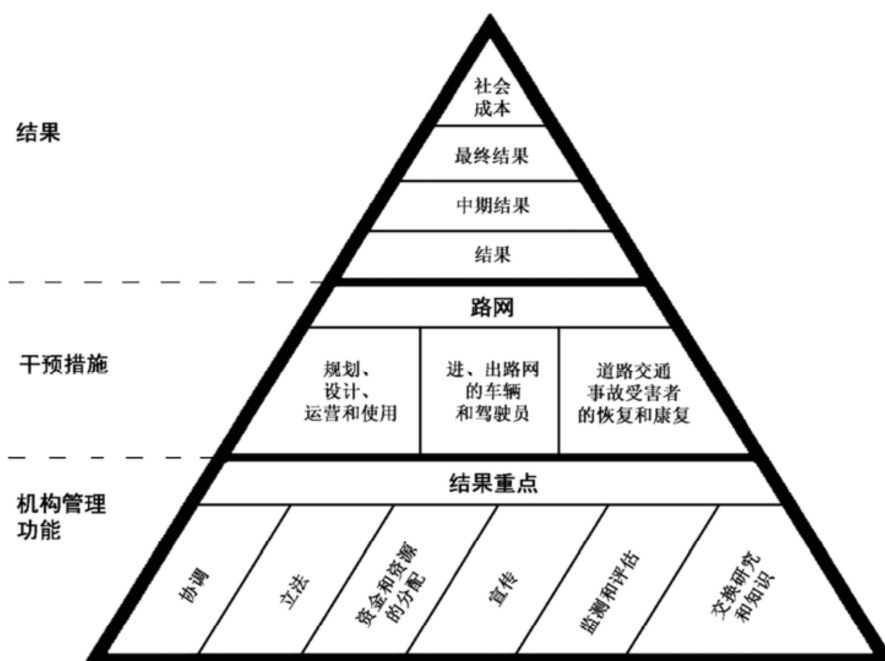 社会
成本
结果
最终结果
中期结果
结果
路网
干预措施
规划、
设计、
运营和使用
进、出路网
的车辆
和驾驶员
道路交通
事故受害者
的恢复和康复
结果重点
机构管理
功能
协调
立法
资金和资源
的分配
宣传
监测和评估
交换研究
和知识